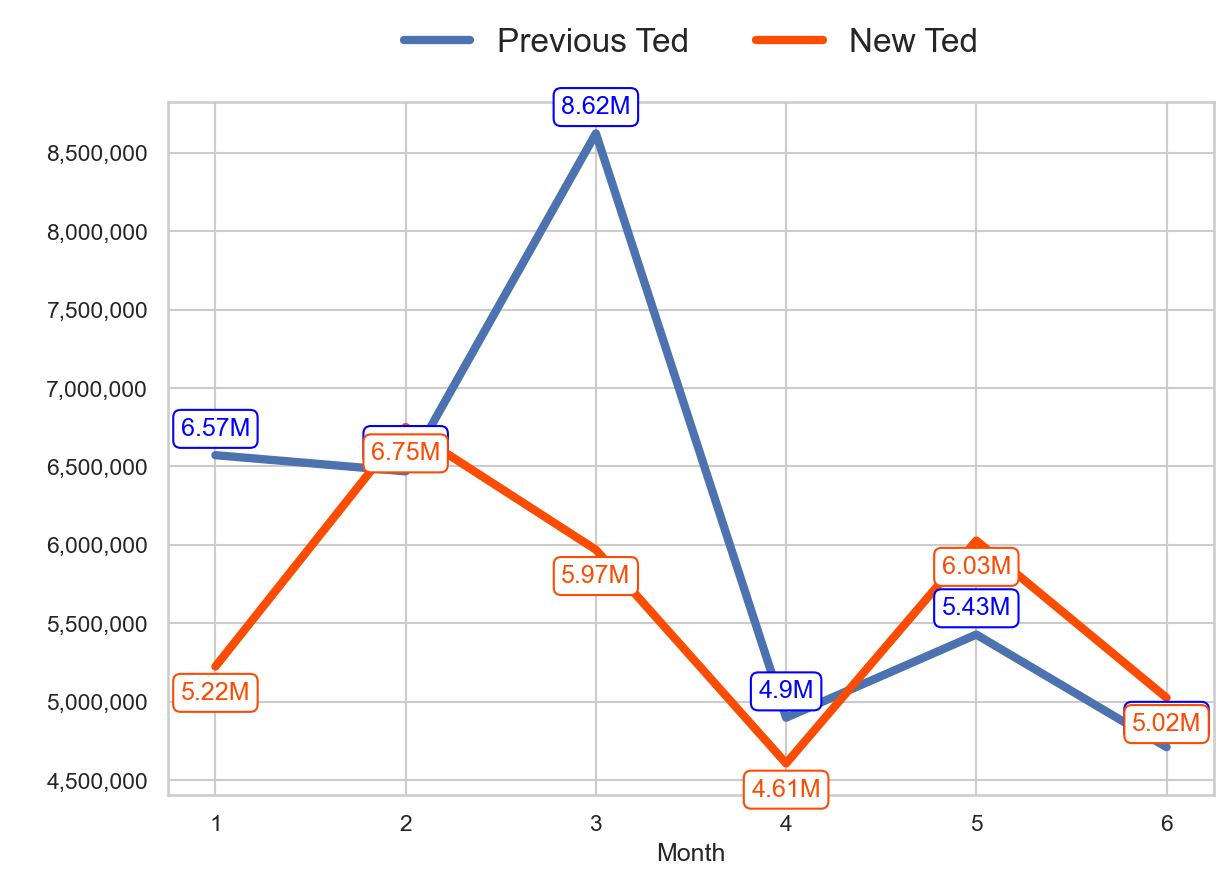 Previous Ted New Ted
8.62M
8,500,000
8,000,000
7,500,000
7,000,000
6.57M
6.75M
6,500,000
6,000,000
6.03M
5.97M
5.43M
5,500,000
5.22M
4.9M
5,000,000
5.02M
4,500,000
4.61M
1 2 3 4 5 6
Month